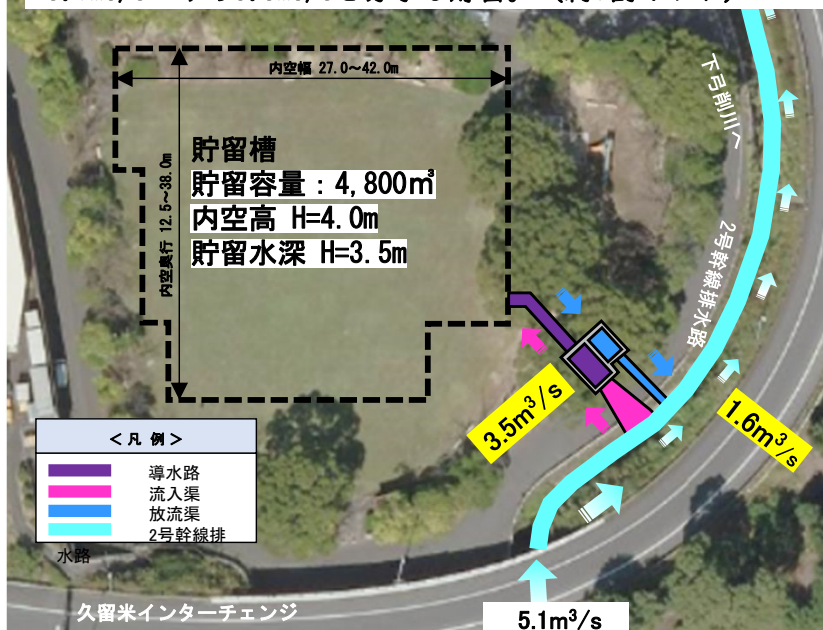 内空幅 27.0～42.0m
内空奥行 12.5～38.0m
貯留槽
貯留容量：4,800㎥
内空高 H=4.0m
貯留水深 H=3.5m
下弓削川へ
2号幹線排水路
3.5m³/s
1.6m³/s
＜凡 例＞
導水路
流入渠
放流渠
2号幹線排
水路
久留米インターチェンジ
5.1m³/s